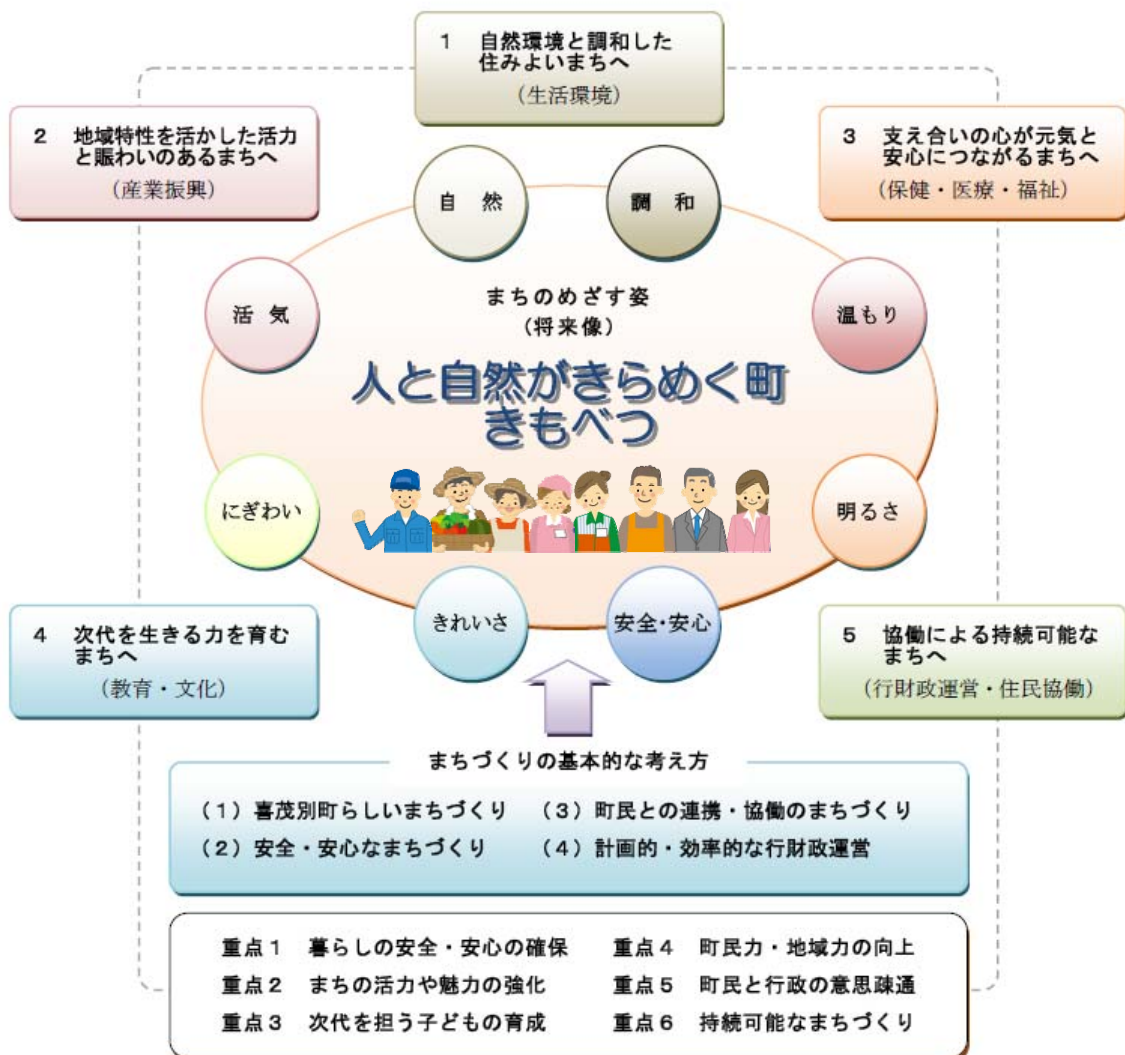 1 自然環境と調和した
住みよいまちへ
(生活環境)
2 地域特性を活かした活力
と賑わいのあるまちへ
(産業振興)
3 支え合いの心が元気と
安心につながるまちへ
(保健・医療・福祉)
自 然
調 和
活 気
温もり
まちのめざす姿
(将来像)
人と自然がきらめく町
きもべつ
にぎわい
明るさ
きれいさ
安全・安心
4 次代を生きる力を育む
まちへ
(教育・文化)
5 協働による持続可能な
まちへ
(行財政運営・住民協働)
まちづくりの基本的な考え方
(1)喜茂別町らしいまちづくり
(2)安全・安心なまちづくり
(3)町民との連携・協働のまちづくり
(4)計画的・効率的な行財政運営
重点1 暮らしの安全・安心の確保
重点2 まちの活力や魅力の強化
重点3 次代を担う子どもの育成
重点4 町民力・地域力の向上
重点5 町民と行政の意思疎通
重点6 持続可能なまちづくり